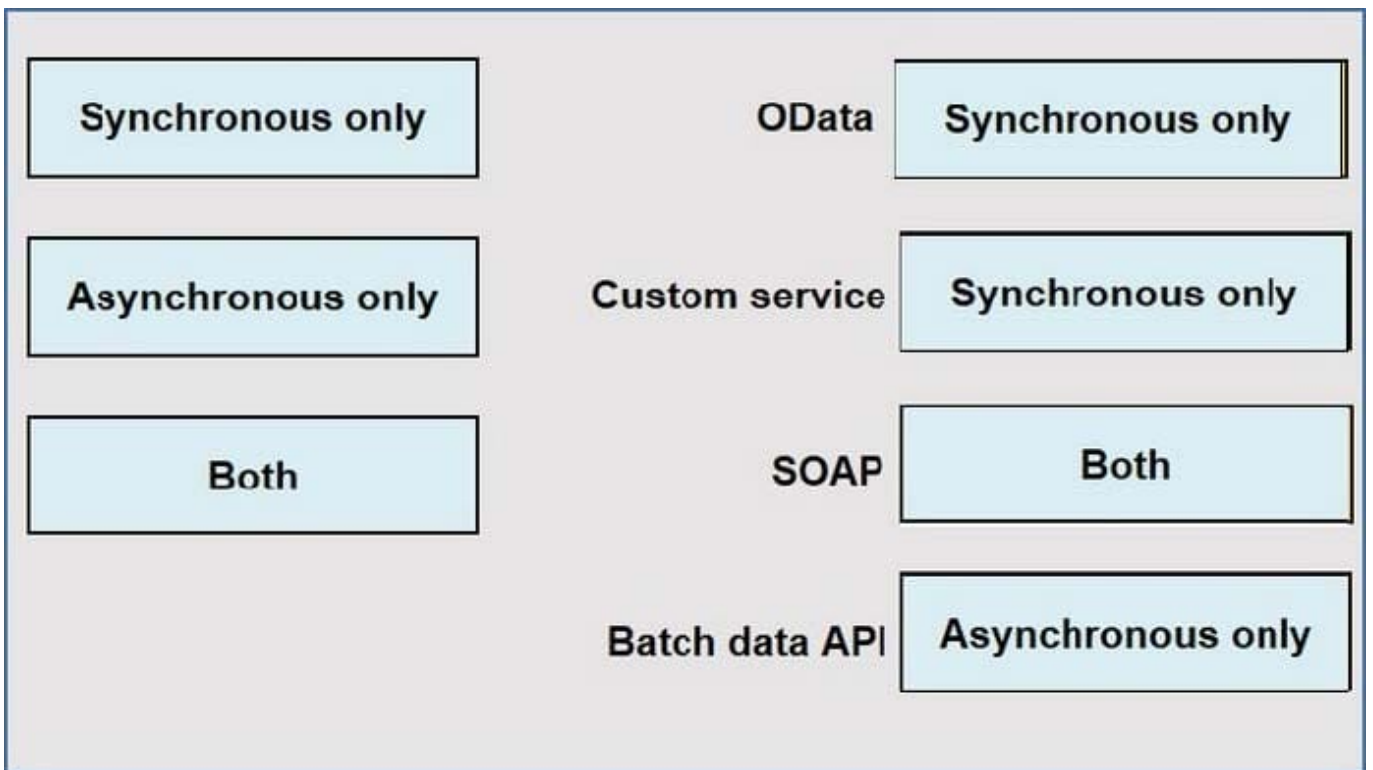 Synchronous only
OData
Synchronous only
Asynchronous only
Custom service
Synchronous only
Both
SOAP
Both
Batch data API
Asynchronous only